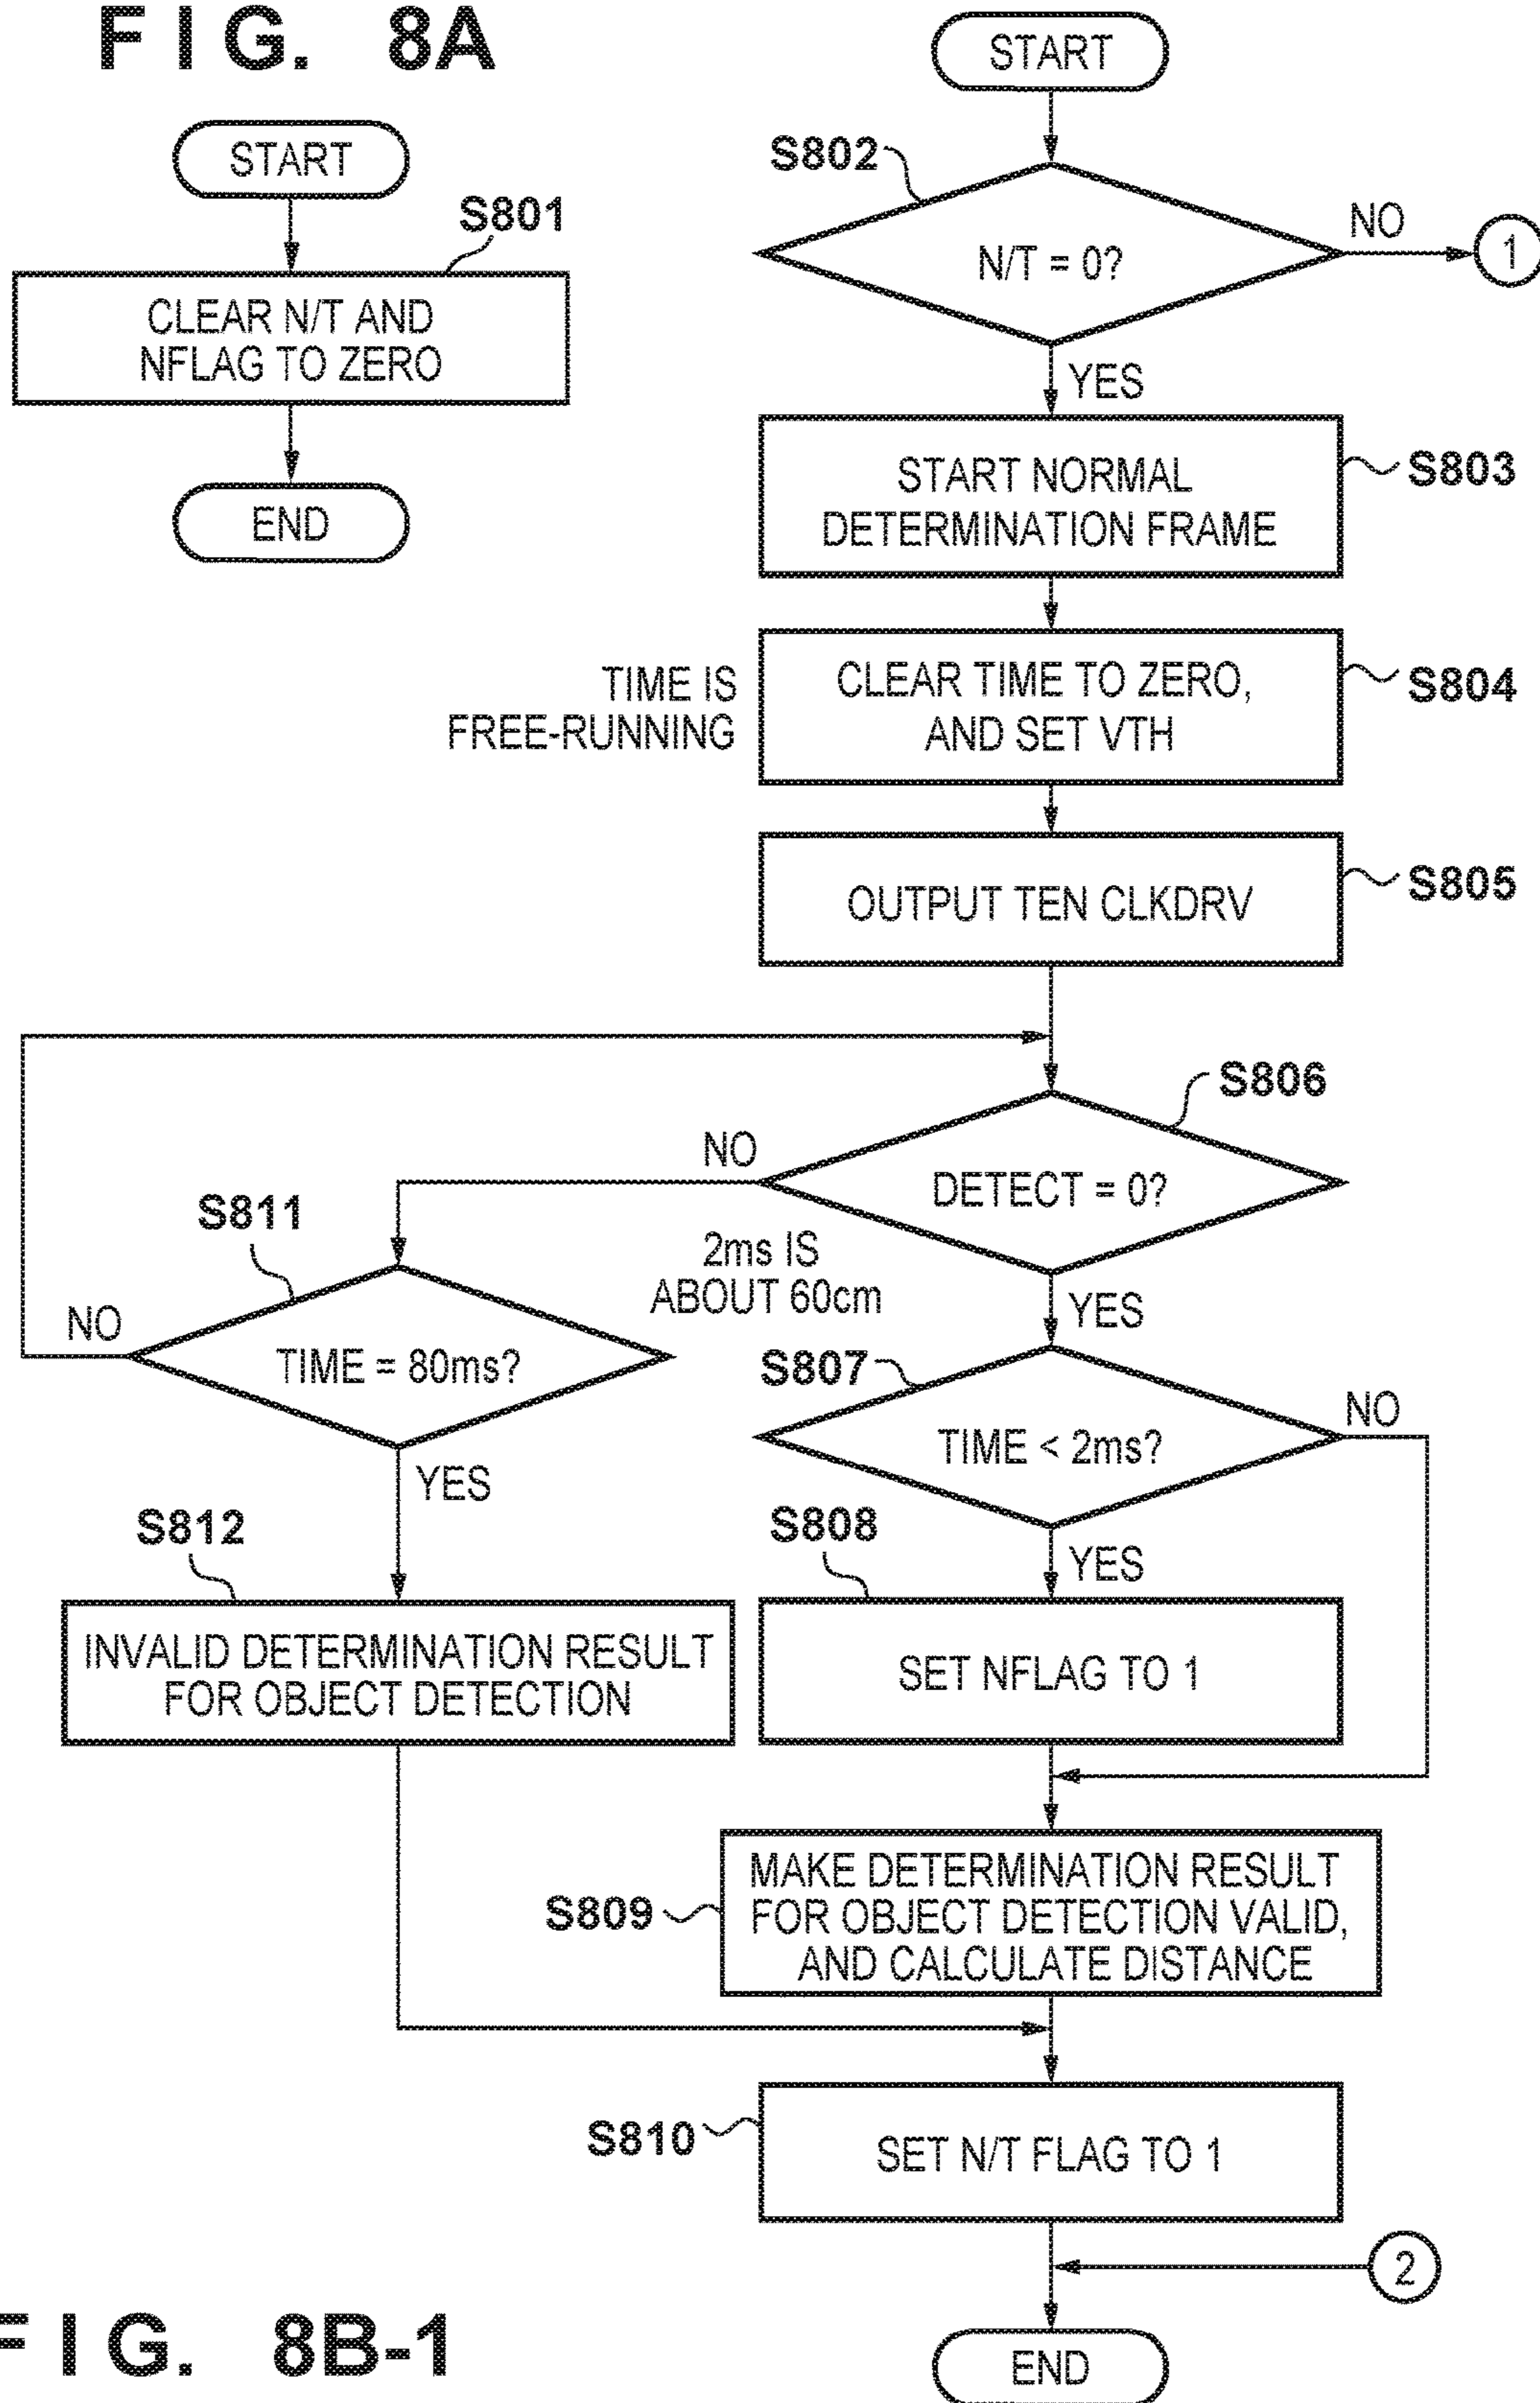 FIG. 8A
START
S801
CLEAR N/T AND
NFLAG TO ZERO
END
START
S802
N/T = 0?
NO
1
YES
START NORMAL
DETERMINATION FRAME
S803
TIME IS
FREE-RUNNING
CLEAR TIME TO ZERO,
AND SET VTH
S804
OUTPUT TEN CLKDRV
S805
S806
DETECT = 0?
NO
YES
S811
TIME = 80ms?
NO
YES
2ms IS
ABOUT 60cm
S807
TIME < 2ms?
NO
YES
S812
INVALID DETERMINATION RESULT
FOR OBJECT DETECTION
S808
SET NFLAG TO 1
S809
MAKE DETERMINATION RESULT
FOR OBJECT DETECTION VALID,
AND CALCULATE DISTANCE
S810
SET N/T FLAG TO 1
2
END
FIG. 8B-1